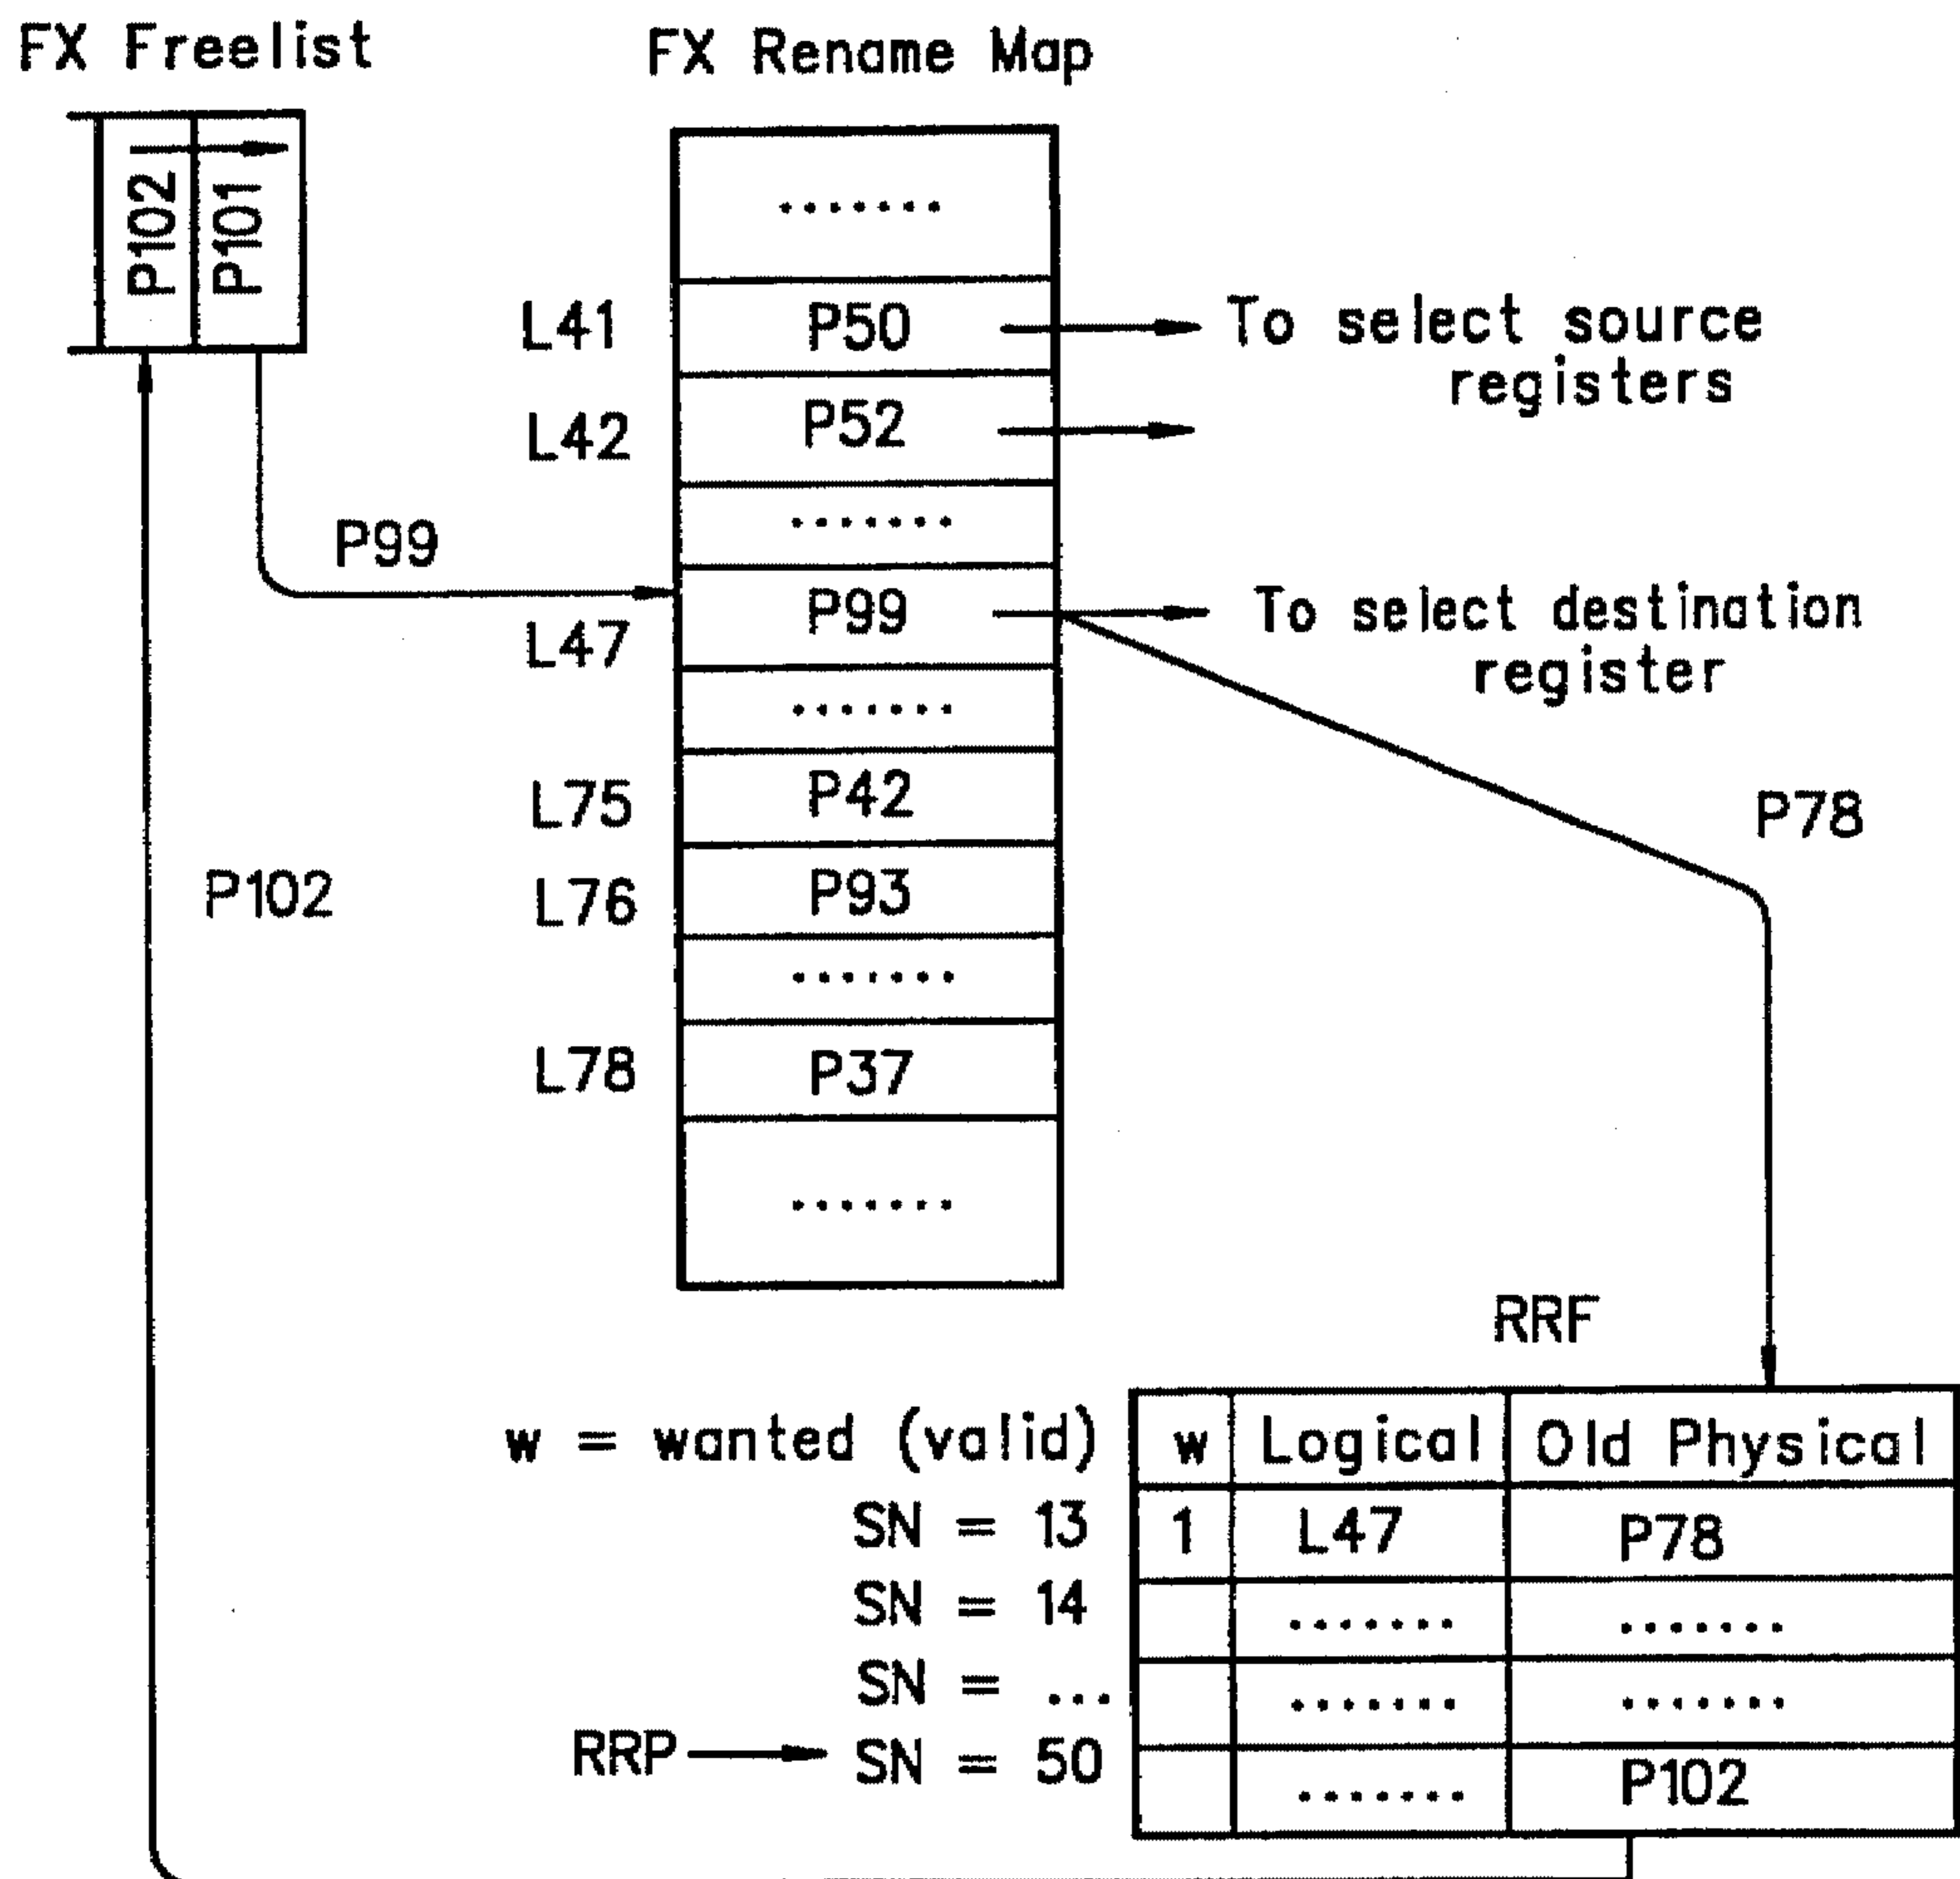 FX Freelist
FX Rename Map
P102 P101
.......
L41 P50 To select source
registers
L42 P52
.......
P99
L47 P99 To select destination
register
.......
L75 P42
P78
P102
L76 P93
.......
L78 P37
.......
RRF
w = wanted (valid) w Logical Old Physical
SN = 13 1 L47 P78
SN = 14 ....... .......
SN = ... ....... .......
RRP SN = 50 ....... P102